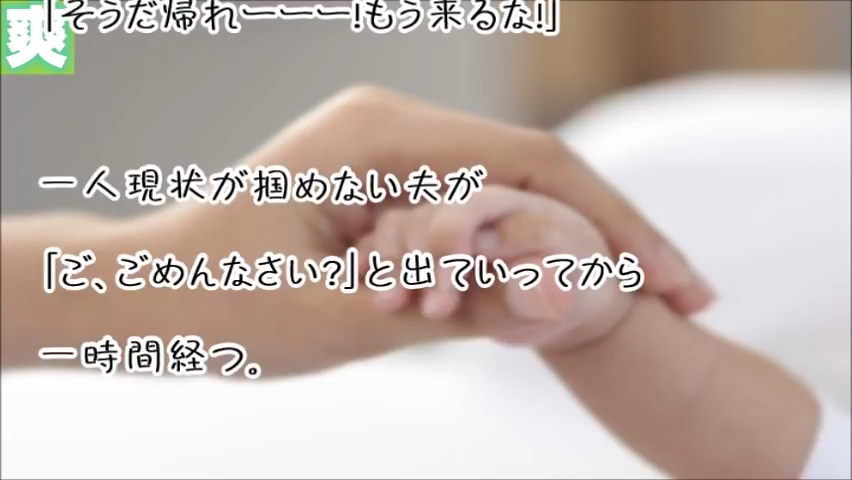 爽
「そうだ帰れーーー!もう来るな!」
一人現状が掴めない夫が
「ご、ごめんなさい?」と出ていってから
一時間経つ。